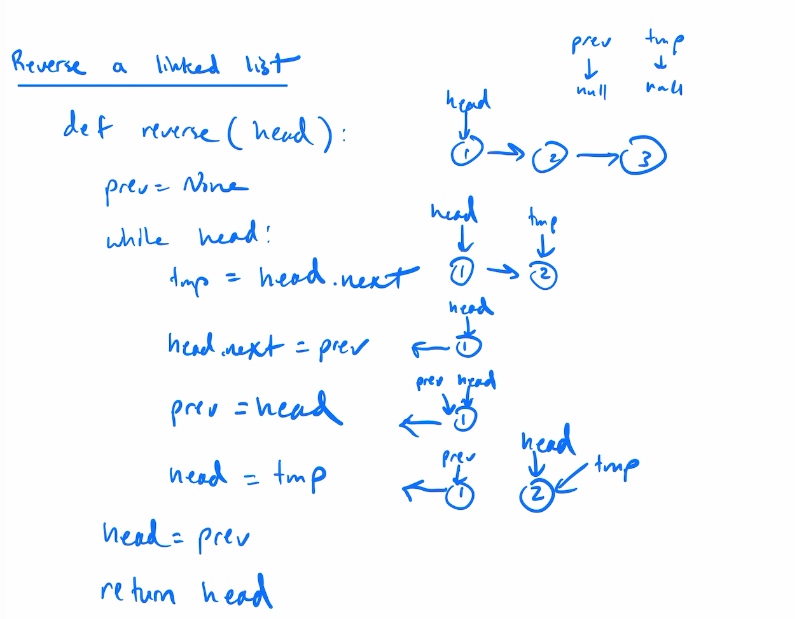 prev tmp
null null
Reverse a linked list
head
def reverse(head):
1 2 3
prev = None
head tmp
while head:
1 2
tmp = head.next
head
head.next = prev
1
prev head
prev = head
1
prev head tmp
head = tmp
1 2
head = prev
return head